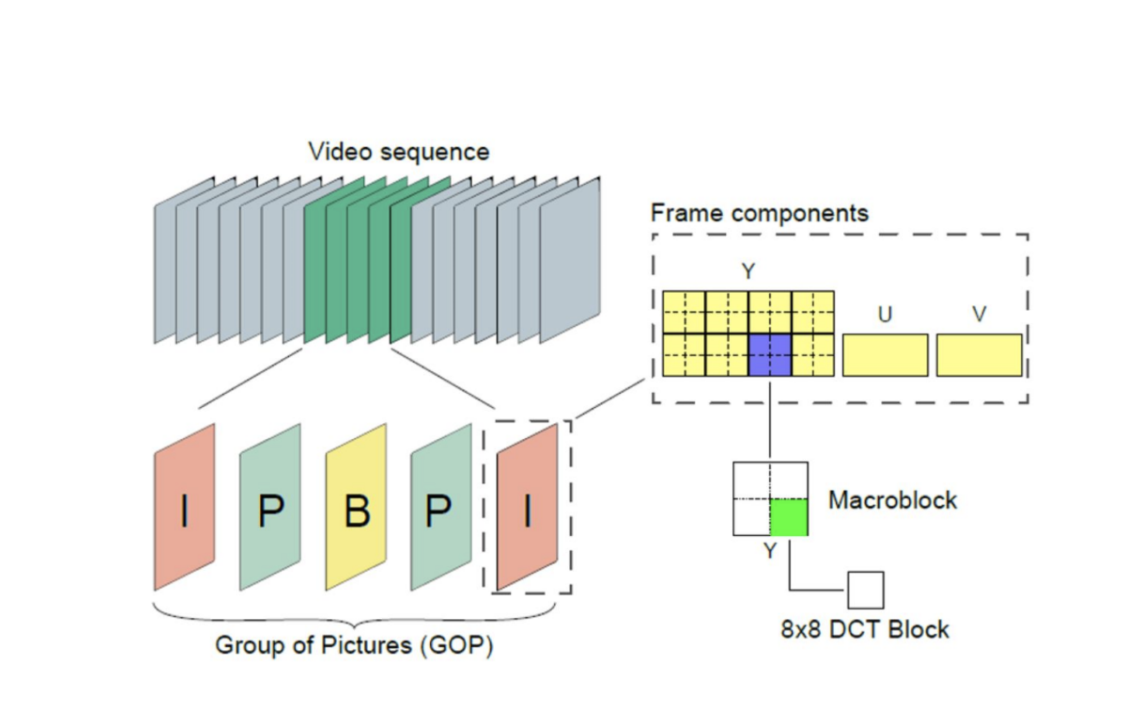 Video sequence
Frame components
Y
U
V
I
P
B
P
I
Macroblock
Y
8x8 DCT Block
Group of Pictures (GOP)